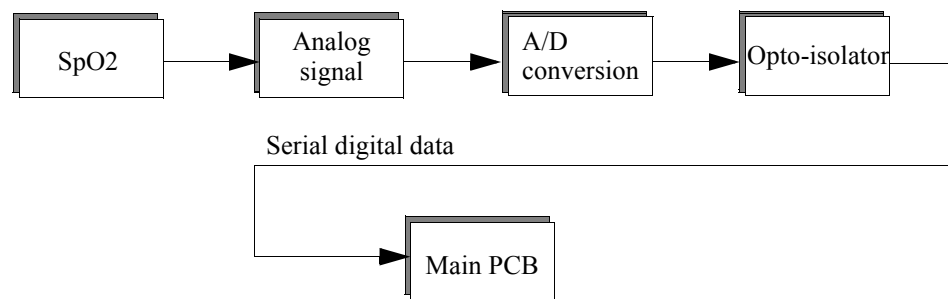 SpO2
Analog
signal
A/D
conversion
Opto-isolator
Serial digital data
Main PCB